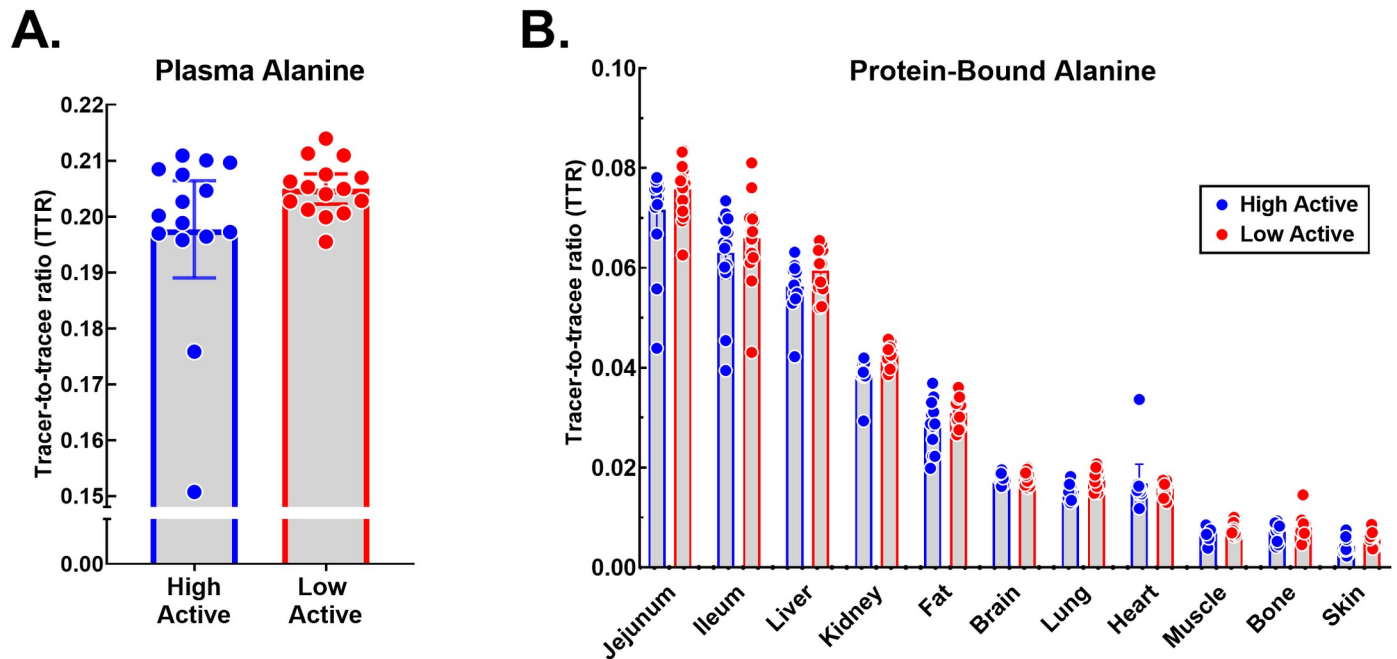 A.
Plasma Alanine
Tracer-to-tracee ratio (TTR)
0.22
0.21
0.20
0.19
0.18
0.17
0.16
0.15
0.00
High
Active
Low
Active
B.
Protein-Bound Alanine
Tracer-to-tracee ratio (TTR)
0.10
0.08
0.06
0.04
0.02
0.00
High Active
Low Active
Jejunum
Ileum
Liver
Kidney
Fat
Brain
Lung
Heart
Muscle
Bone
Skin